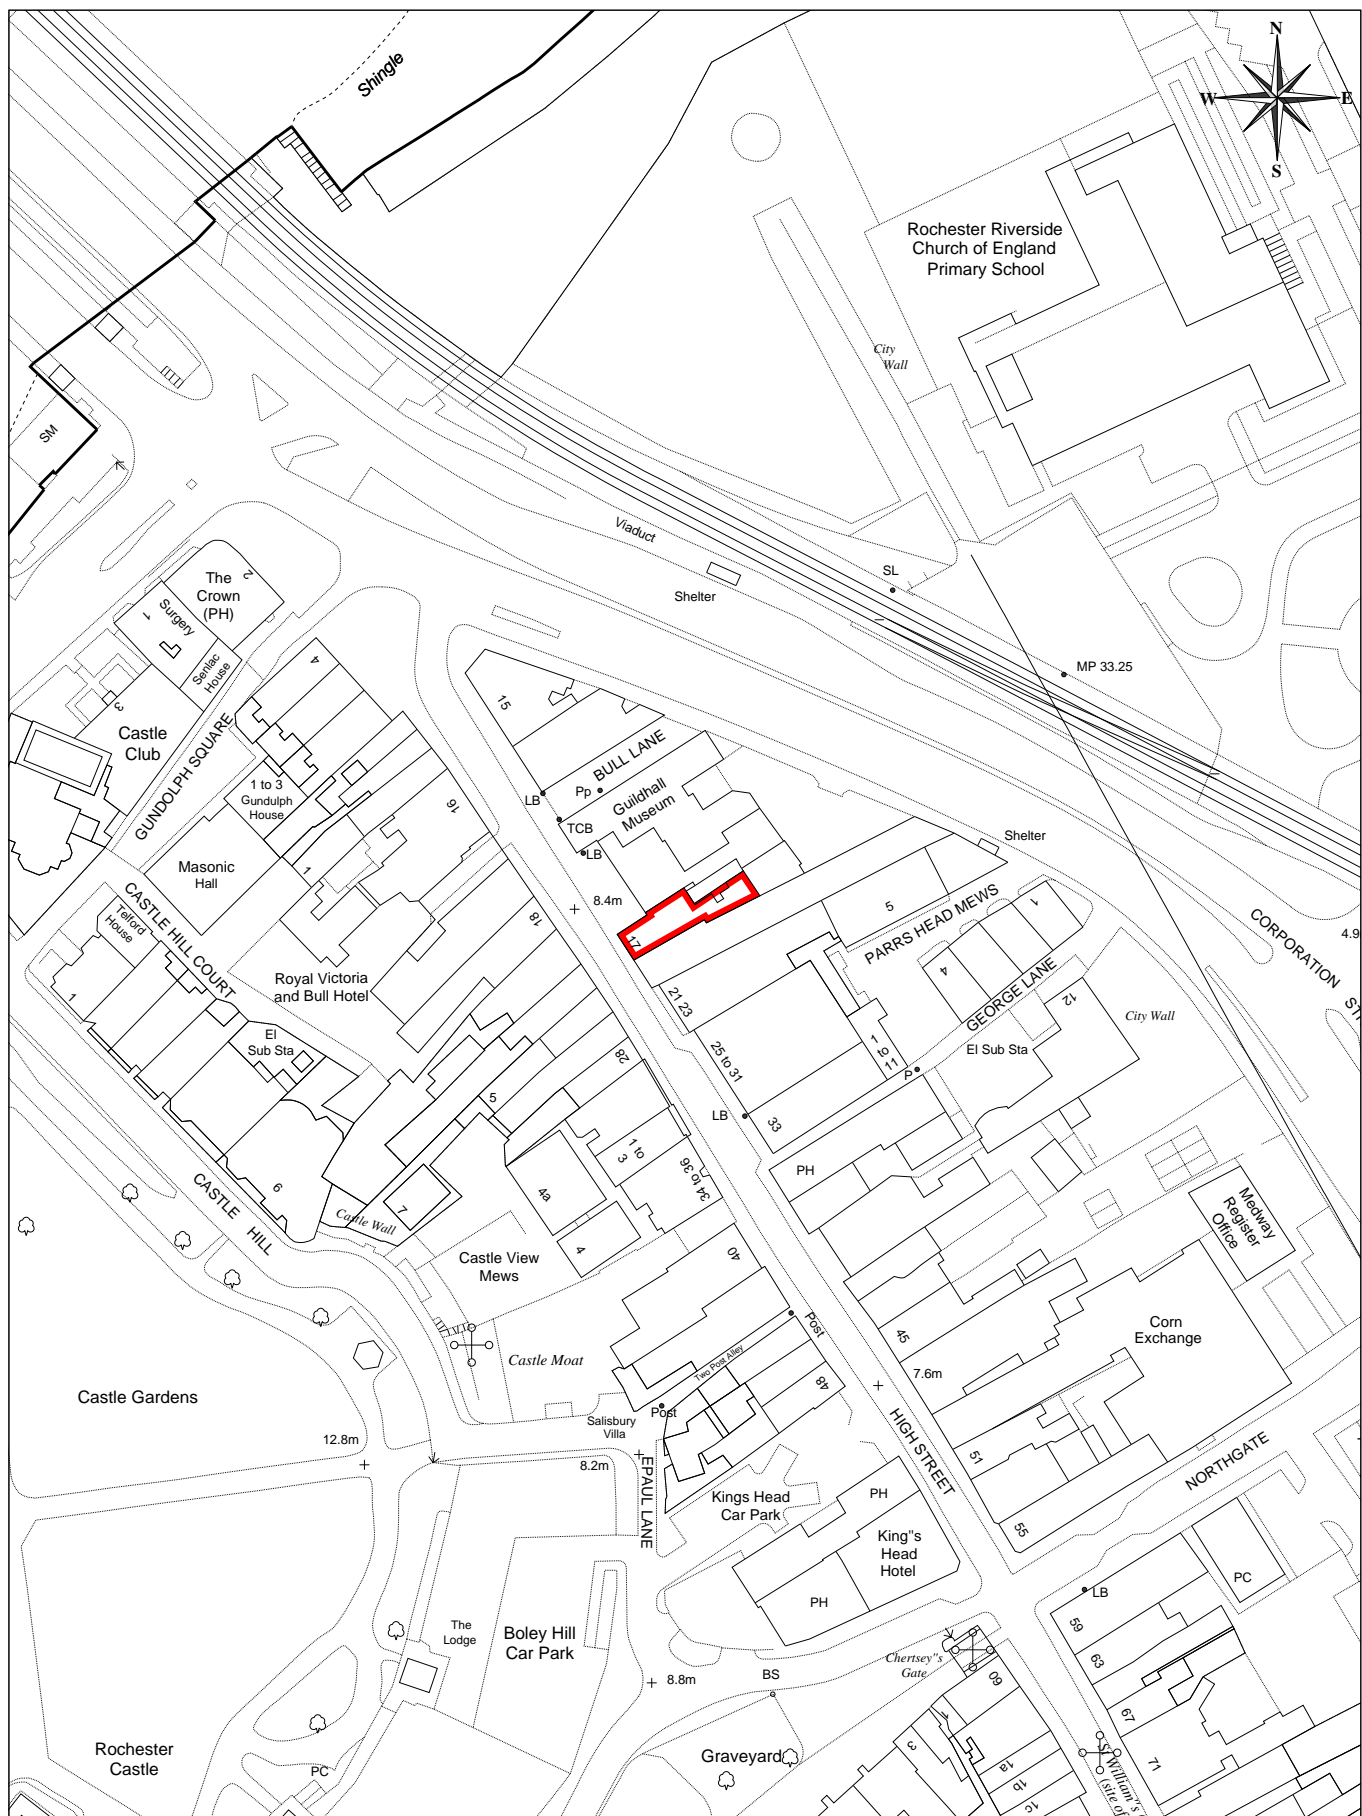 N
W
E
S
Shingle
Rochester Riverside
Church of England
Primary School
City
Wall
SM
Viaduct
SL
Shelter
MP 33.25
The
Crown
(PH)
2
Surgery
1
Senlac
House
3
Castle
Club
GUNDOLPH SQUARE
4
1 to 3
Gundulph
House
Masonic
Hall
1
16
15
BULL LANE
LB
Pp
TCB
LB
Guildhall
Museum
Shelter
8.4m
17
18
5
PARRS HEAD MEWS
1
4
GEORGE LANE
12
City Wall
El Sub Sta
CORPORATION
4.9
CASTLE HILL COURT
Telford
House
1
Royal Victoria
and Bull Hotel
El
Sub Sta
21 23
25 to 31
1 to 11
P
LB
33
PH
28
5
1 to 3
34 to 36
4a
4
7
6
Castle Wall
CASTLE HILL
Castle View
Mews
40
Post
Two Post Alley
Medway
Register
Office
45
Corn
Exchange
7.6m
Castle Moat
48
Castle Gardens
Salisbury
Villa
Post
12.8m
8.2m
EPAUL LANE
HIGH STREET
51
NORTHGATE
Kings Head
Car Park
PH
King"s
Head
Hotel
55
PH
PC
LB
59
63
67
71
The
Lodge
Boley Hill
Car Park
Chertsey"s
Gate
8.8m
BS
60
1a
1b
1c
3
St William"s
(site of
Rochester
Castle
PC
Graveyard